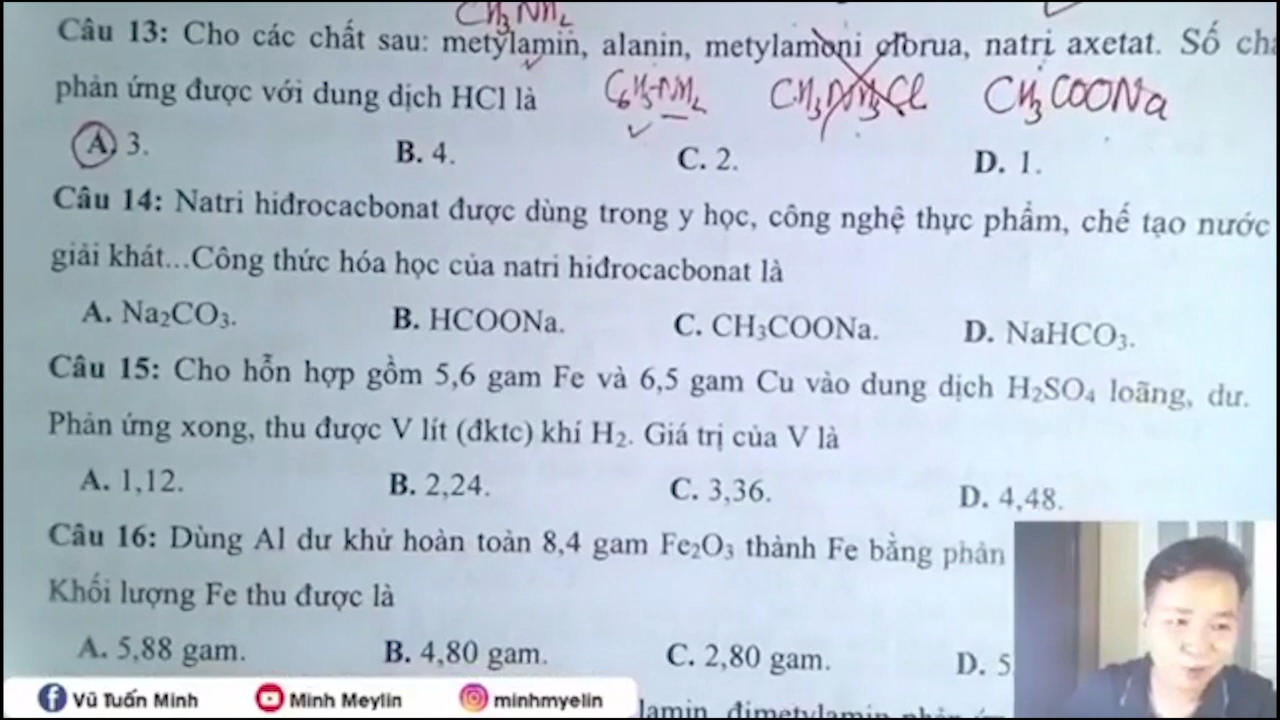 CH₃NH₂
Câu 13: Cho các chất sau: metylamin, alanin, metylamoni clorua, natri axetat. Số
phản ứng được với dung dịch HCl là
C₆H₅-NH₂ CH₃NH₃Cl CH₃COONa
A. 3. B. 4. C. 2. D. 1.
Câu 14: Natri hiđrocacbonat được dùng trong y học, công nghệ thực phẩm, chế tạo nước
giải khát...Công thức hóa học của natri hiđrocacbonat là
A. Na₂CO₃. B. HCOONa. C. CH₃COONa. D. NaHCO₃.
Câu 15: Cho hỗn hợp gồm 5,6 gam Fe và 6,5 gam Cu vào dung dịch H₂SO₄ loãng, dư.
Phản ứng xong, thu được V lít (đktc) khí H₂. Giá trị của V là
A. 1,12. B. 2,24. C. 3,36. D. 4,48.
Câu 16: Dùng Al dư khử hoàn toàn 8,4 gam Fe₂O₃ thành Fe bằng phản
Khối lượng Fe thu được là
A. 5,88 gam. B. 4,80 gam. C. 2,80 gam. D. 5
Vũ Tuấn Minh Minh Meylin minhmyelin
lamin, đimetylamin